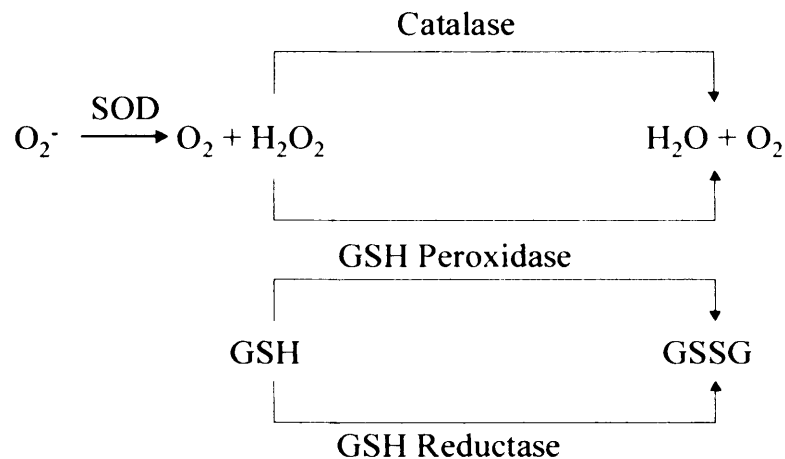 Catalase
SOD
O₂⁻ O₂ + H₂O₂ H₂O + O₂
GSH Peroxidase
GSH GSSG
GSH Reductase